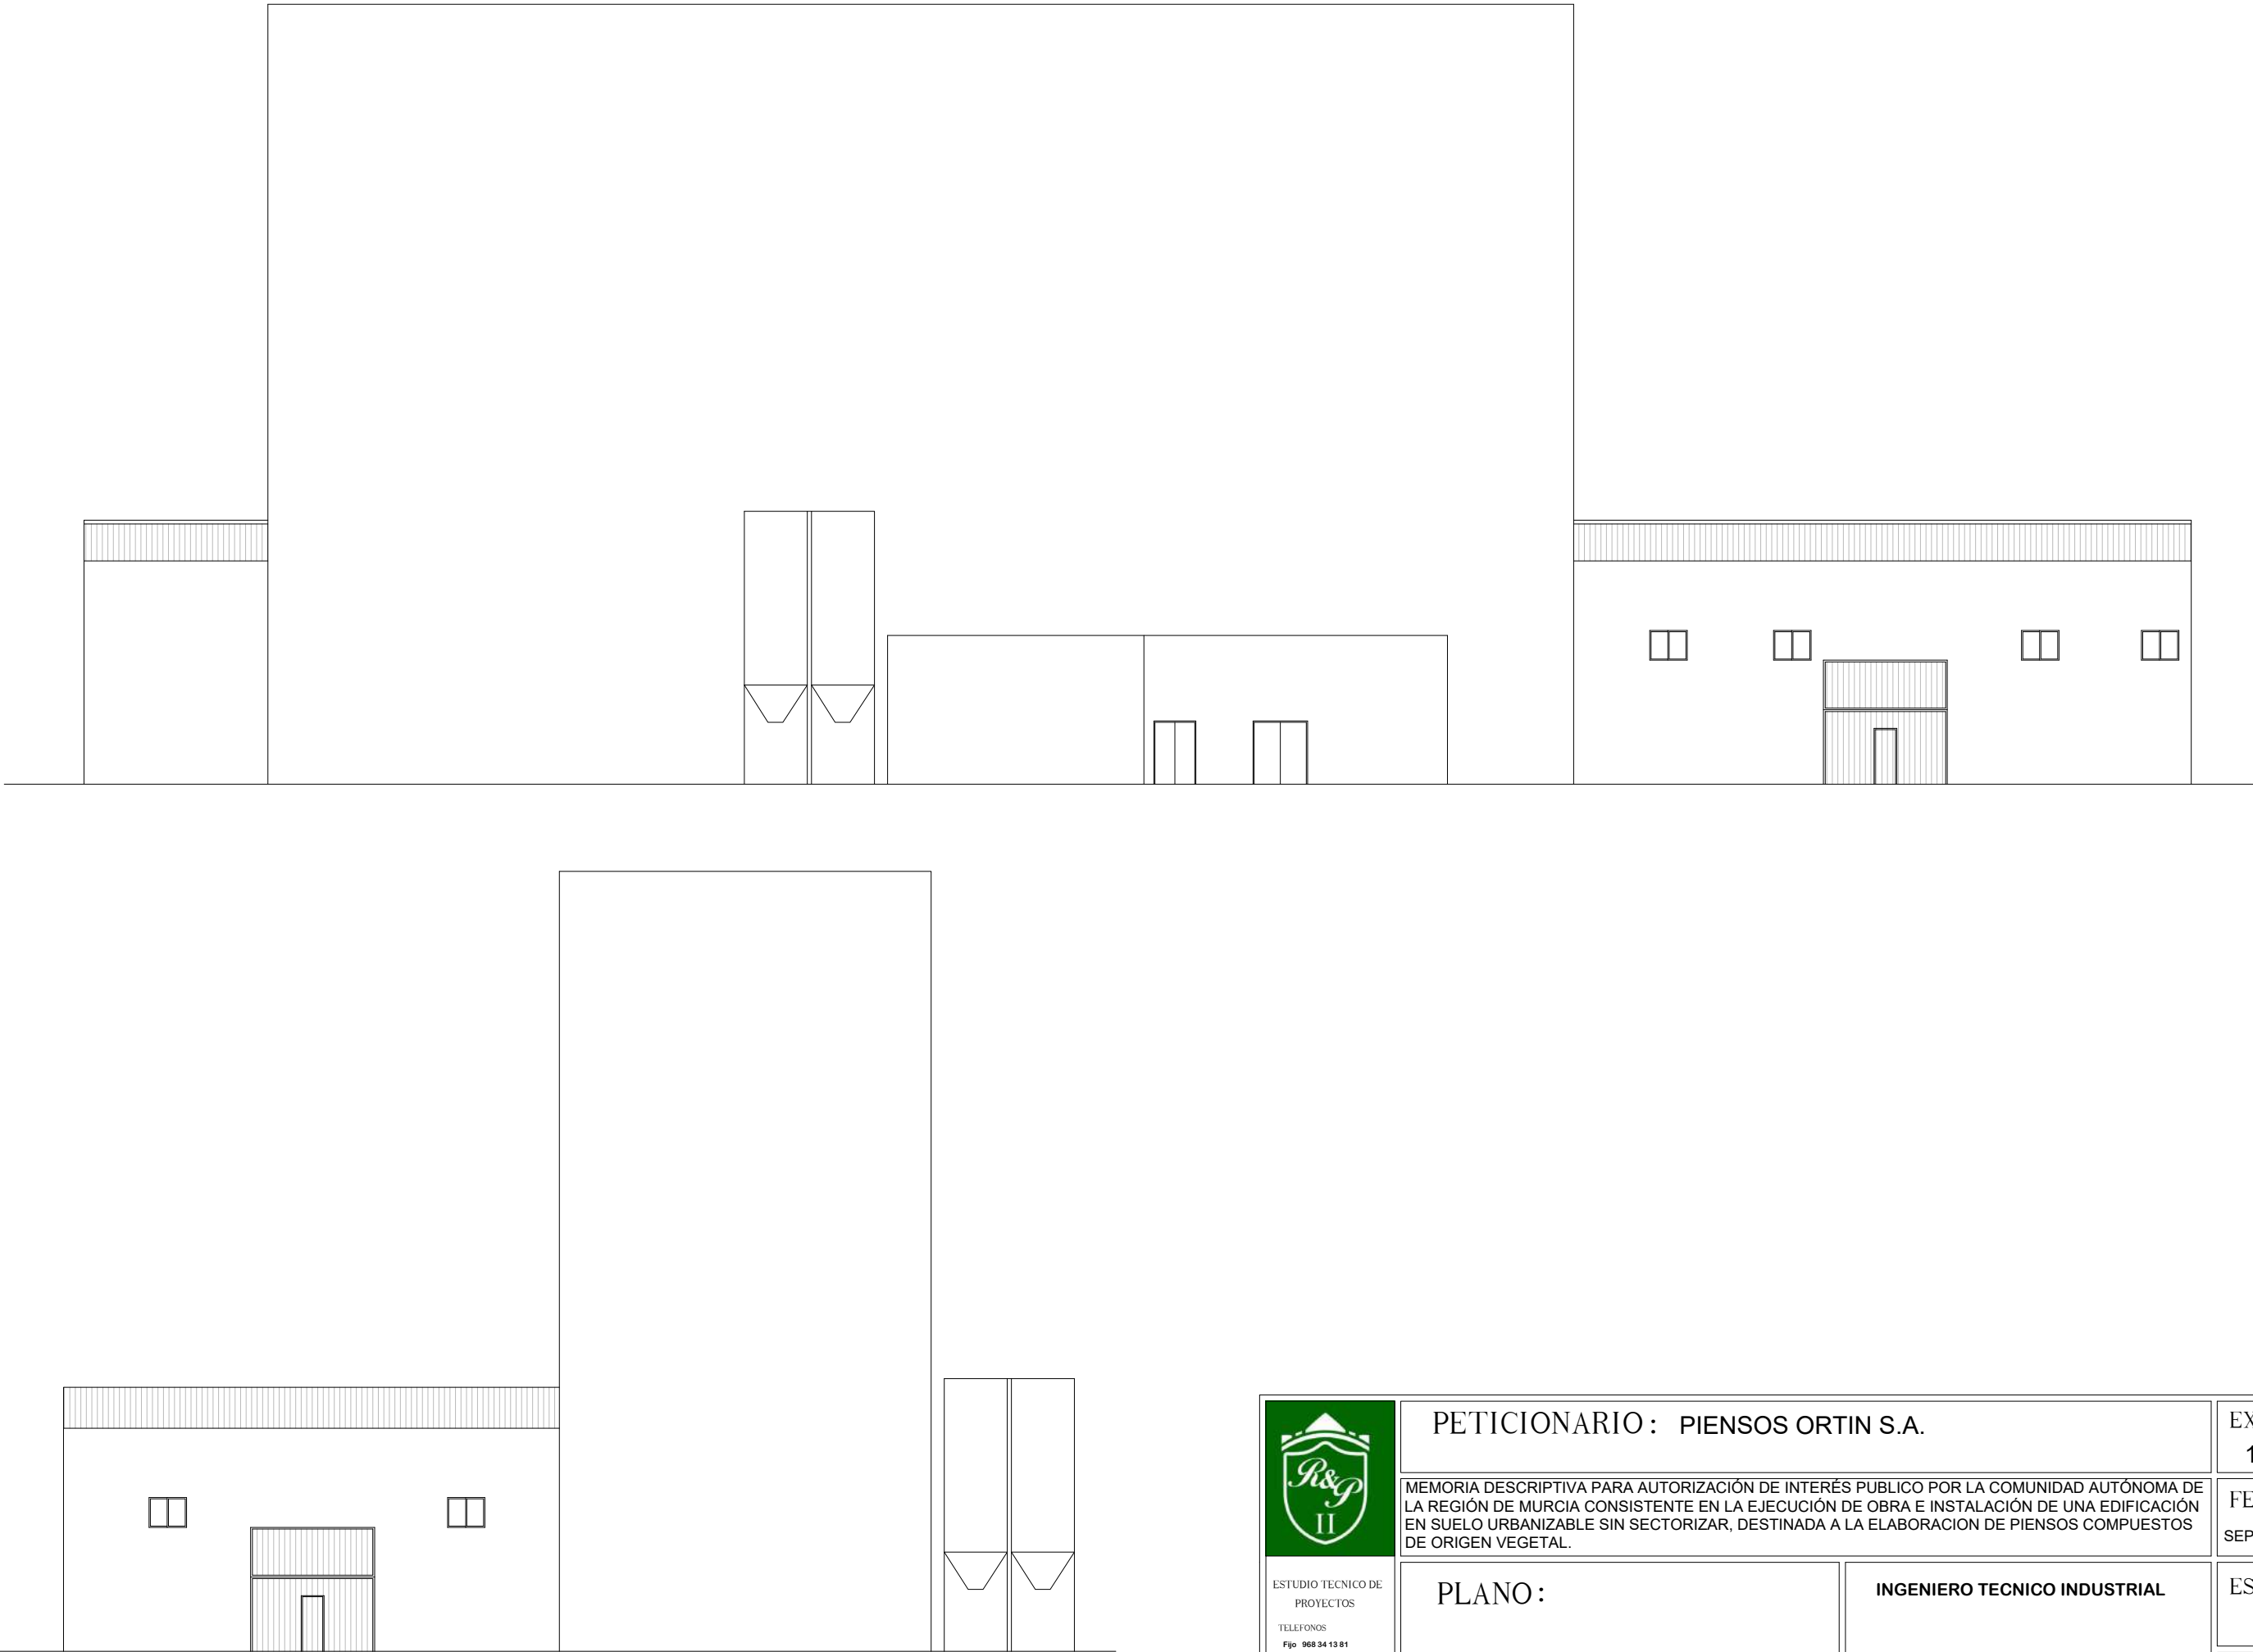 PETICIONARIO: PIENSOS ORTIN S.A.
MEMORIA DESCRIPTIVA PARA AUTORIZACIÓN DE INTERÉS PUBLICO POR LA COMUNIDAD AUTÓNOMA DE
LA REGIÓN DE MURCIA CONSISTENTE EN LA EJECUCIÓN DE OBRA E INSTALACIÓN DE UNA EDIFICACIÓN
EN SUELO URBANIZABLE SIN SECTORIZAR, DESTINADA A LA ELABORACION DE PIENSOS COMPUESTOS
DE ORIGEN VEGETAL.
R&P
II
ESTUDIO TECNICO DE
PROYECTOS
TELEFONOS
Fijo 968 34 13 81
PLANO:
INGENIERO TECNICO INDUSTRIAL
SEP